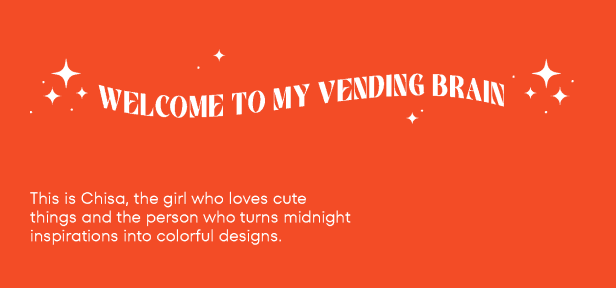 WELCOME TO MY VENDING BRAIN
This is Chisa, the girl who loves cute
things and the person who turns midnight
inspirations into colorful designs.